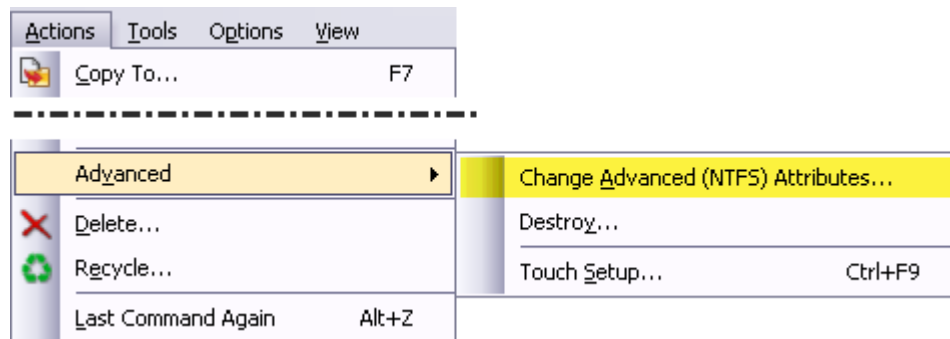 Actions Tools Options View
Copy To... F7
Advanced
Change Advanced (NTFS) Attributes...
Delete...
Destroy...
Recycle...
Touch Setup... Ctrl+F9
Last Command Again Alt+Z